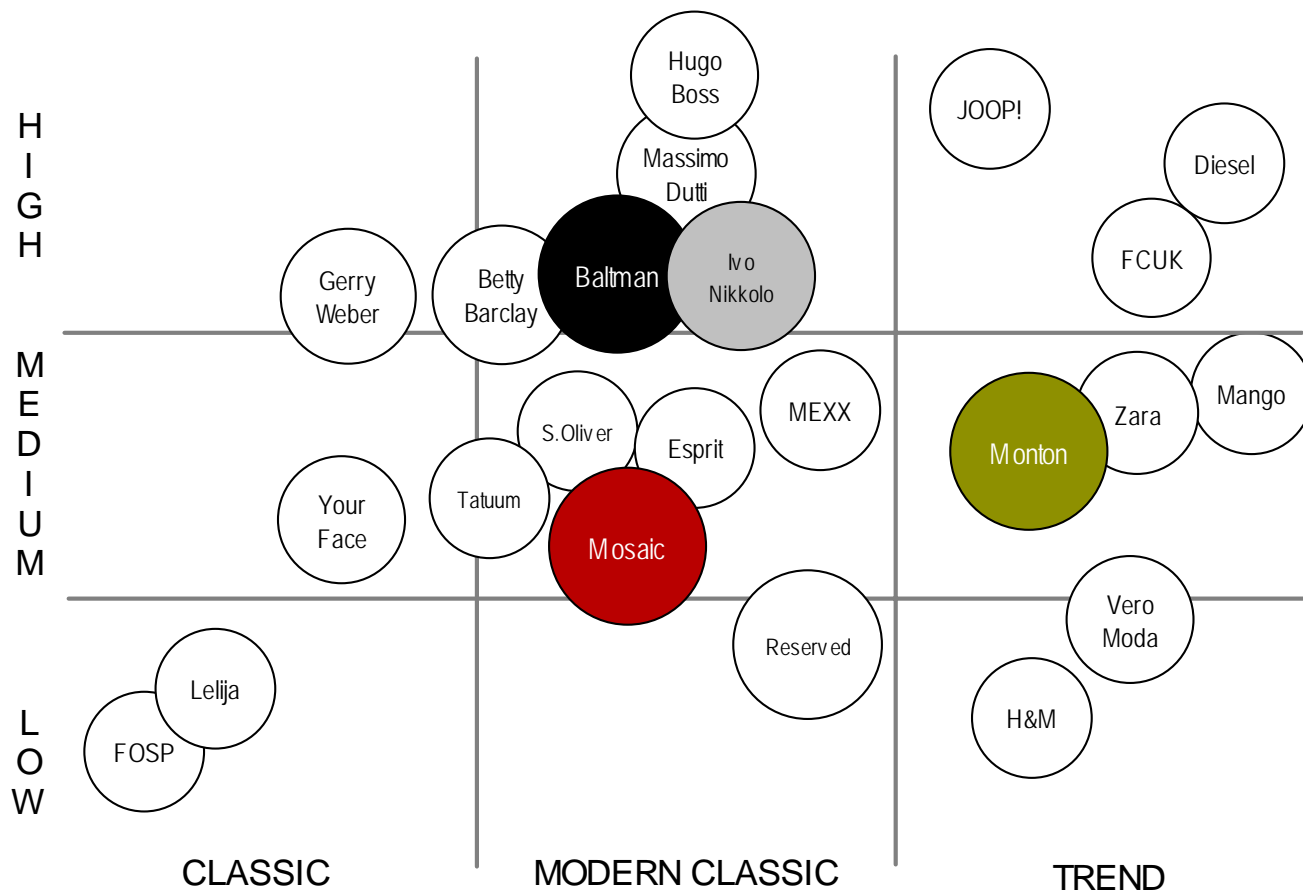 HIGH
MEDIUM
LOW
Hugo
Boss
JOOP!
Massimo
Dutti
Diesel
Gerry
Weber
Betty
Barclay
Baltman
Ivo
Nikkolo
FCUK
MEXX
Mango
Zara
S.Oliver
Esprit
Monton
Tatuum
Your
Face
Mosaic
Vero
Moda
Reserved
Lelija
H&M
FOSP
CLASSIC
MODERN CLASSIC
TREND